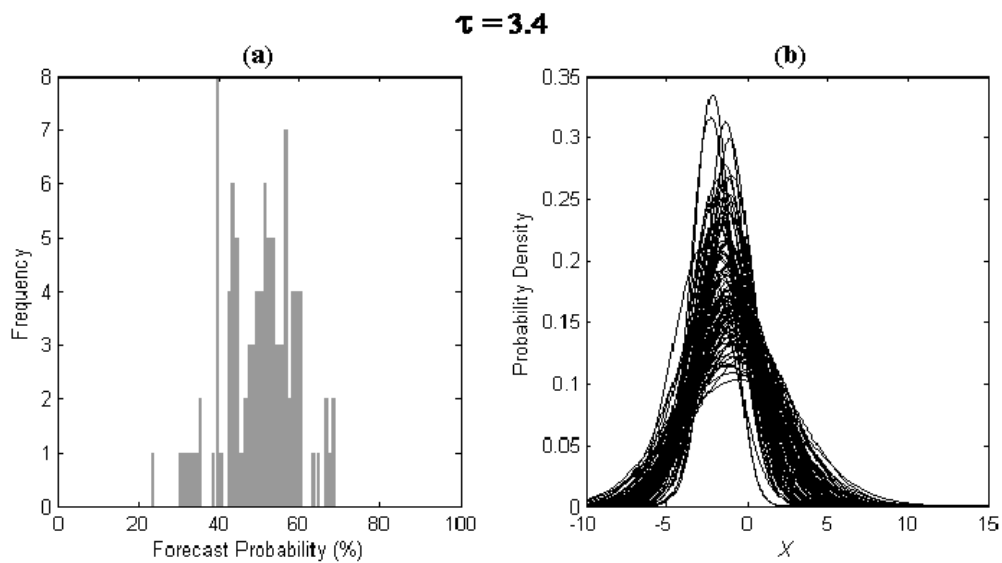 τ = 3.4
(a)
8
7
6
5
4
3
2
1
0
Frequency
0 20 40 60 80 100
Forecast Probability (%)
(b)
0.35
0.3
0.25
0.2
0.15
0.1
0.05
0
Probability Density
-10 -5 0 5 10 15
X